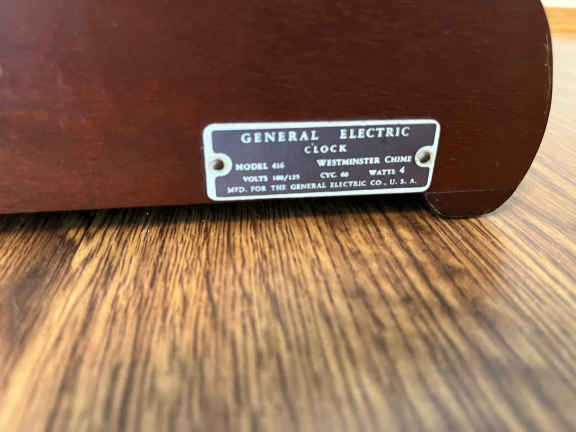 GENERAL ELECTRIC
CLOCK
MODEL 416 WESTMINSTER CHIME
VOLTS 100/125 CYC. 60 WATTS 4
MFD. FOR THE GENERAL ELECTRIC CO., U. S. A.